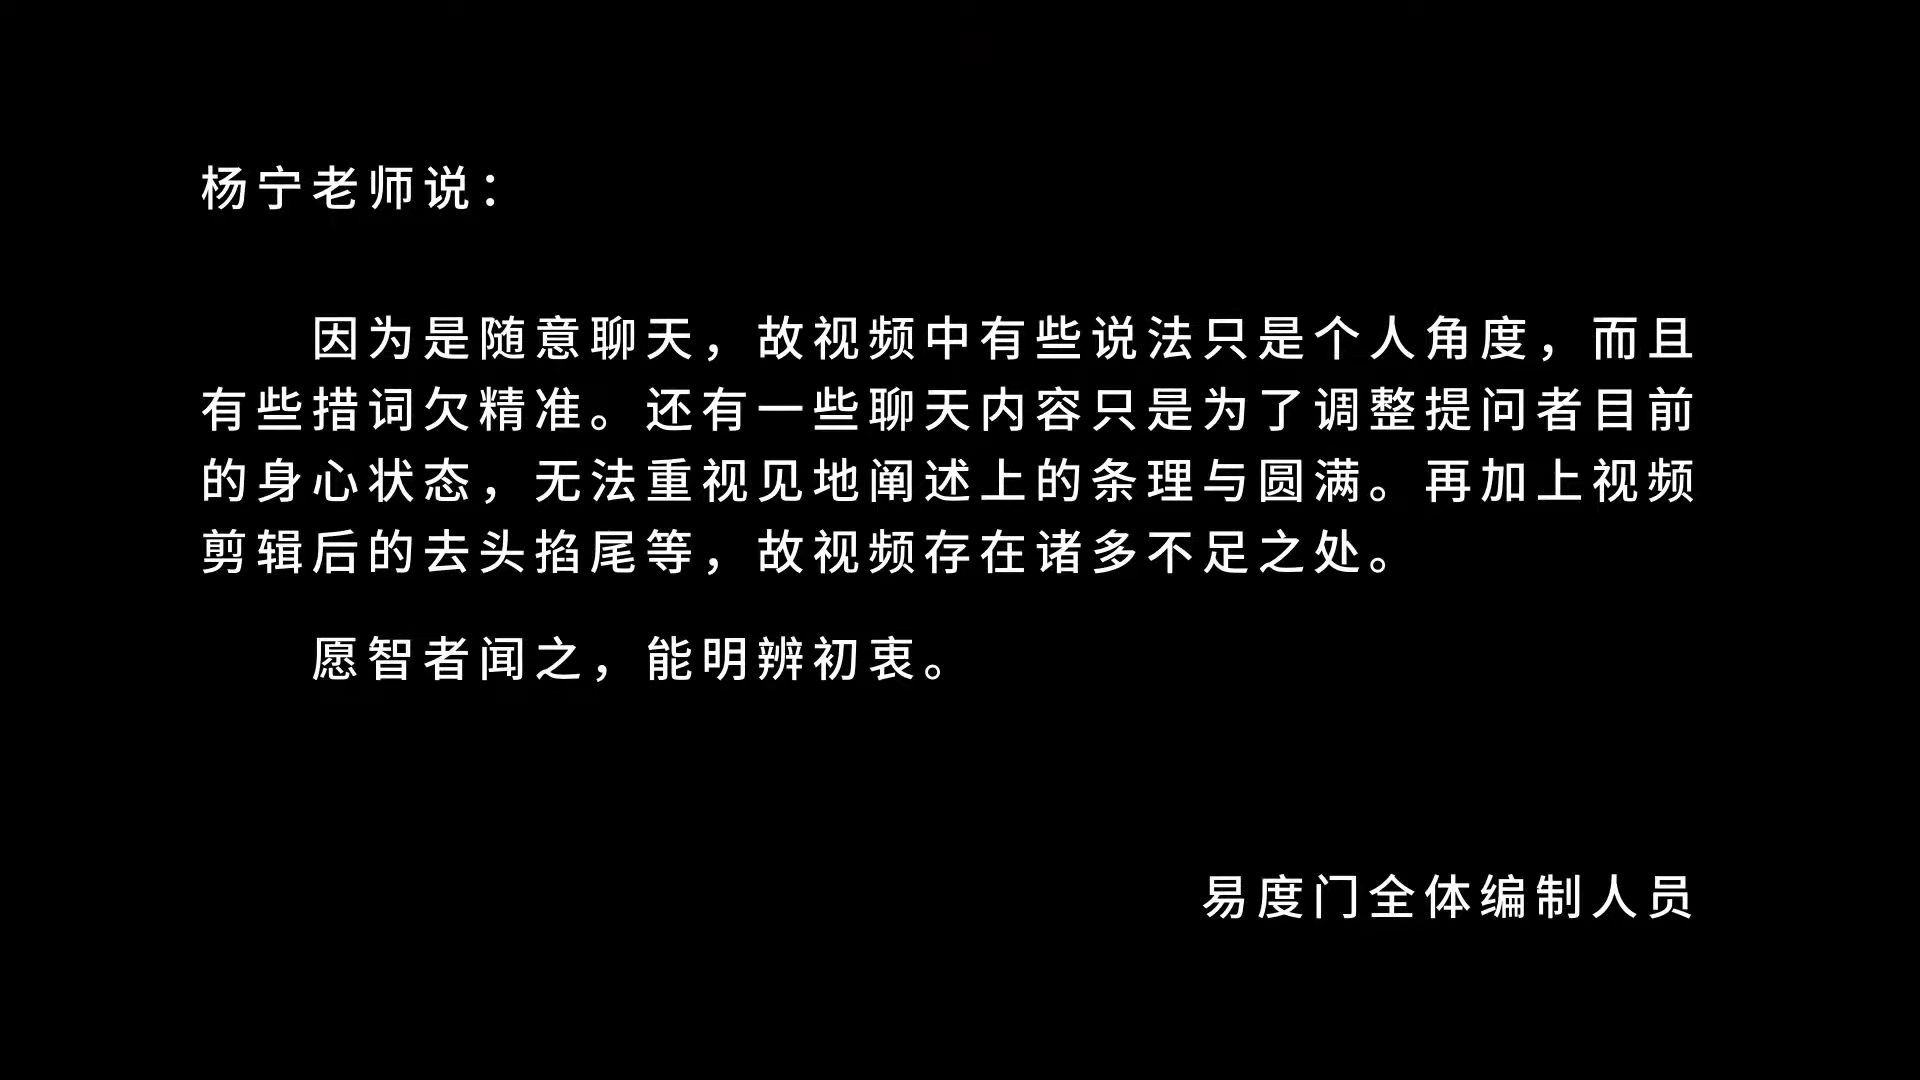 杨宁老师说：
因为是随意聊天，故视频中有些说法只是个人角度，而且
有些措词欠精准。还有一些聊天内容只是为了调整提问者目前
的身心状态，无法重视见地阐述上的条理与圆满。再加上视频
剪辑后的去头掐尾等，故视频存在诸多不足之处。
愿智者闻之，能明辨初衷。
易度门全体编制人员